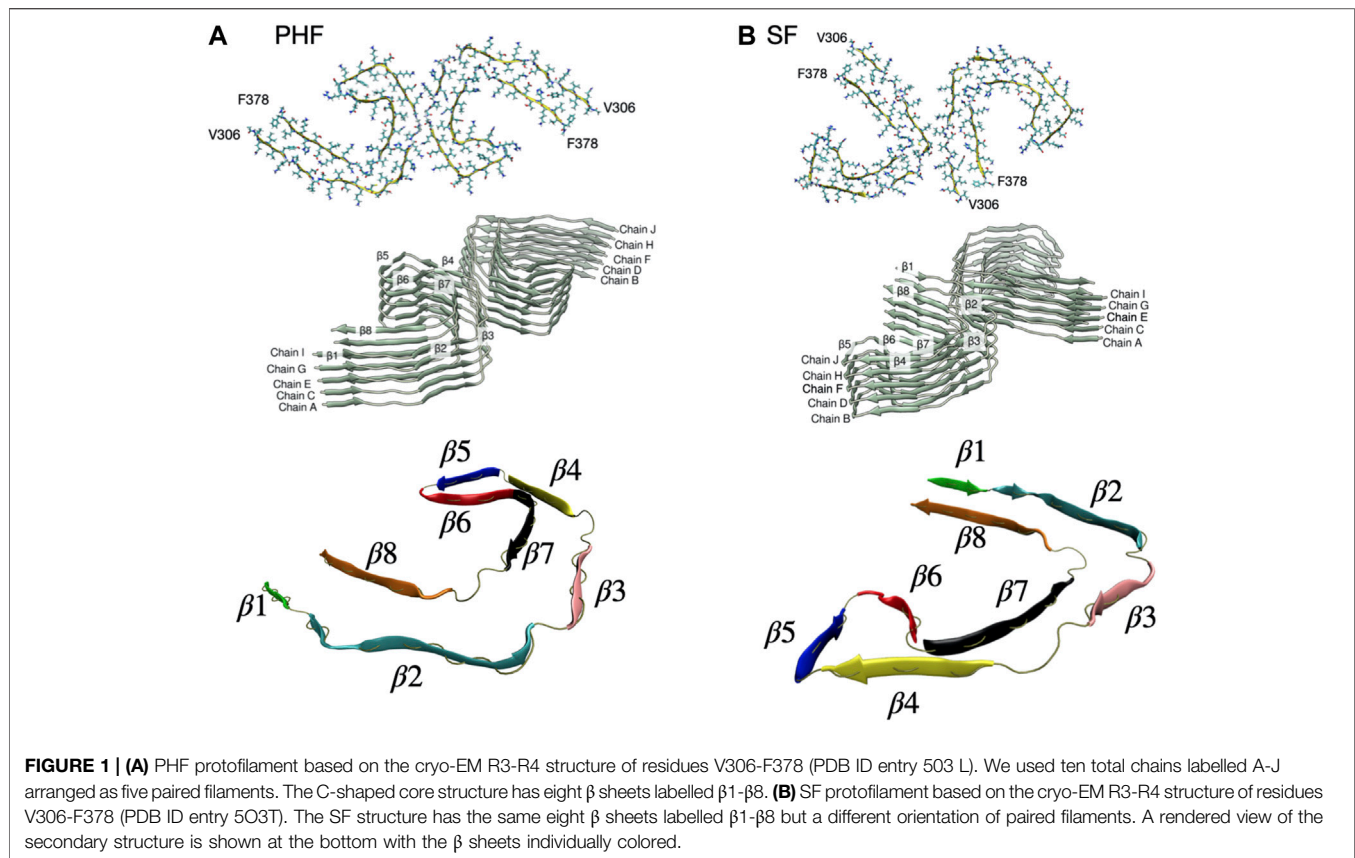 A PHF
F378
V306
V306
F378
β5
β4
β6
β7
β8
β3
β2
β1
Chain J
Chain H
Chain F
Chain D
Chain B
Chain I
Chain G
Chain E
Chain C
Chain A
β5
β4
β6
β7
β8
β3
β1
β2
B SF
V306
F378
F378
V306
β1
β8
β2
β5
β6
β7
β3
β4
Chain I
Chain G
Chain E
Chain C
Chain A
Chain J
Chain H
Chain F
Chain D
Chain B
β1
β2
β8
β6
β7
β3
β5
β4
FIGURE 1 | (A) PHF protofilament based on the cryo-EM R3-R4 structure of residues V306-F378 (PDB ID entry 503 L). We used ten total chains labelled A-J
arranged as five paired filaments. The C-shaped core structure has eight β sheets labelled β1-β8. (B) SF protofilament based on the cryo-EM R3-R4 structure of residues
V306-F378 (PDB ID entry 5O3T). The SF structure has the same eight β sheets labelled β1-β8 but a different orientation of paired filaments. A rendered view of the
secondary structure is shown at the bottom with the β sheets individually colored.